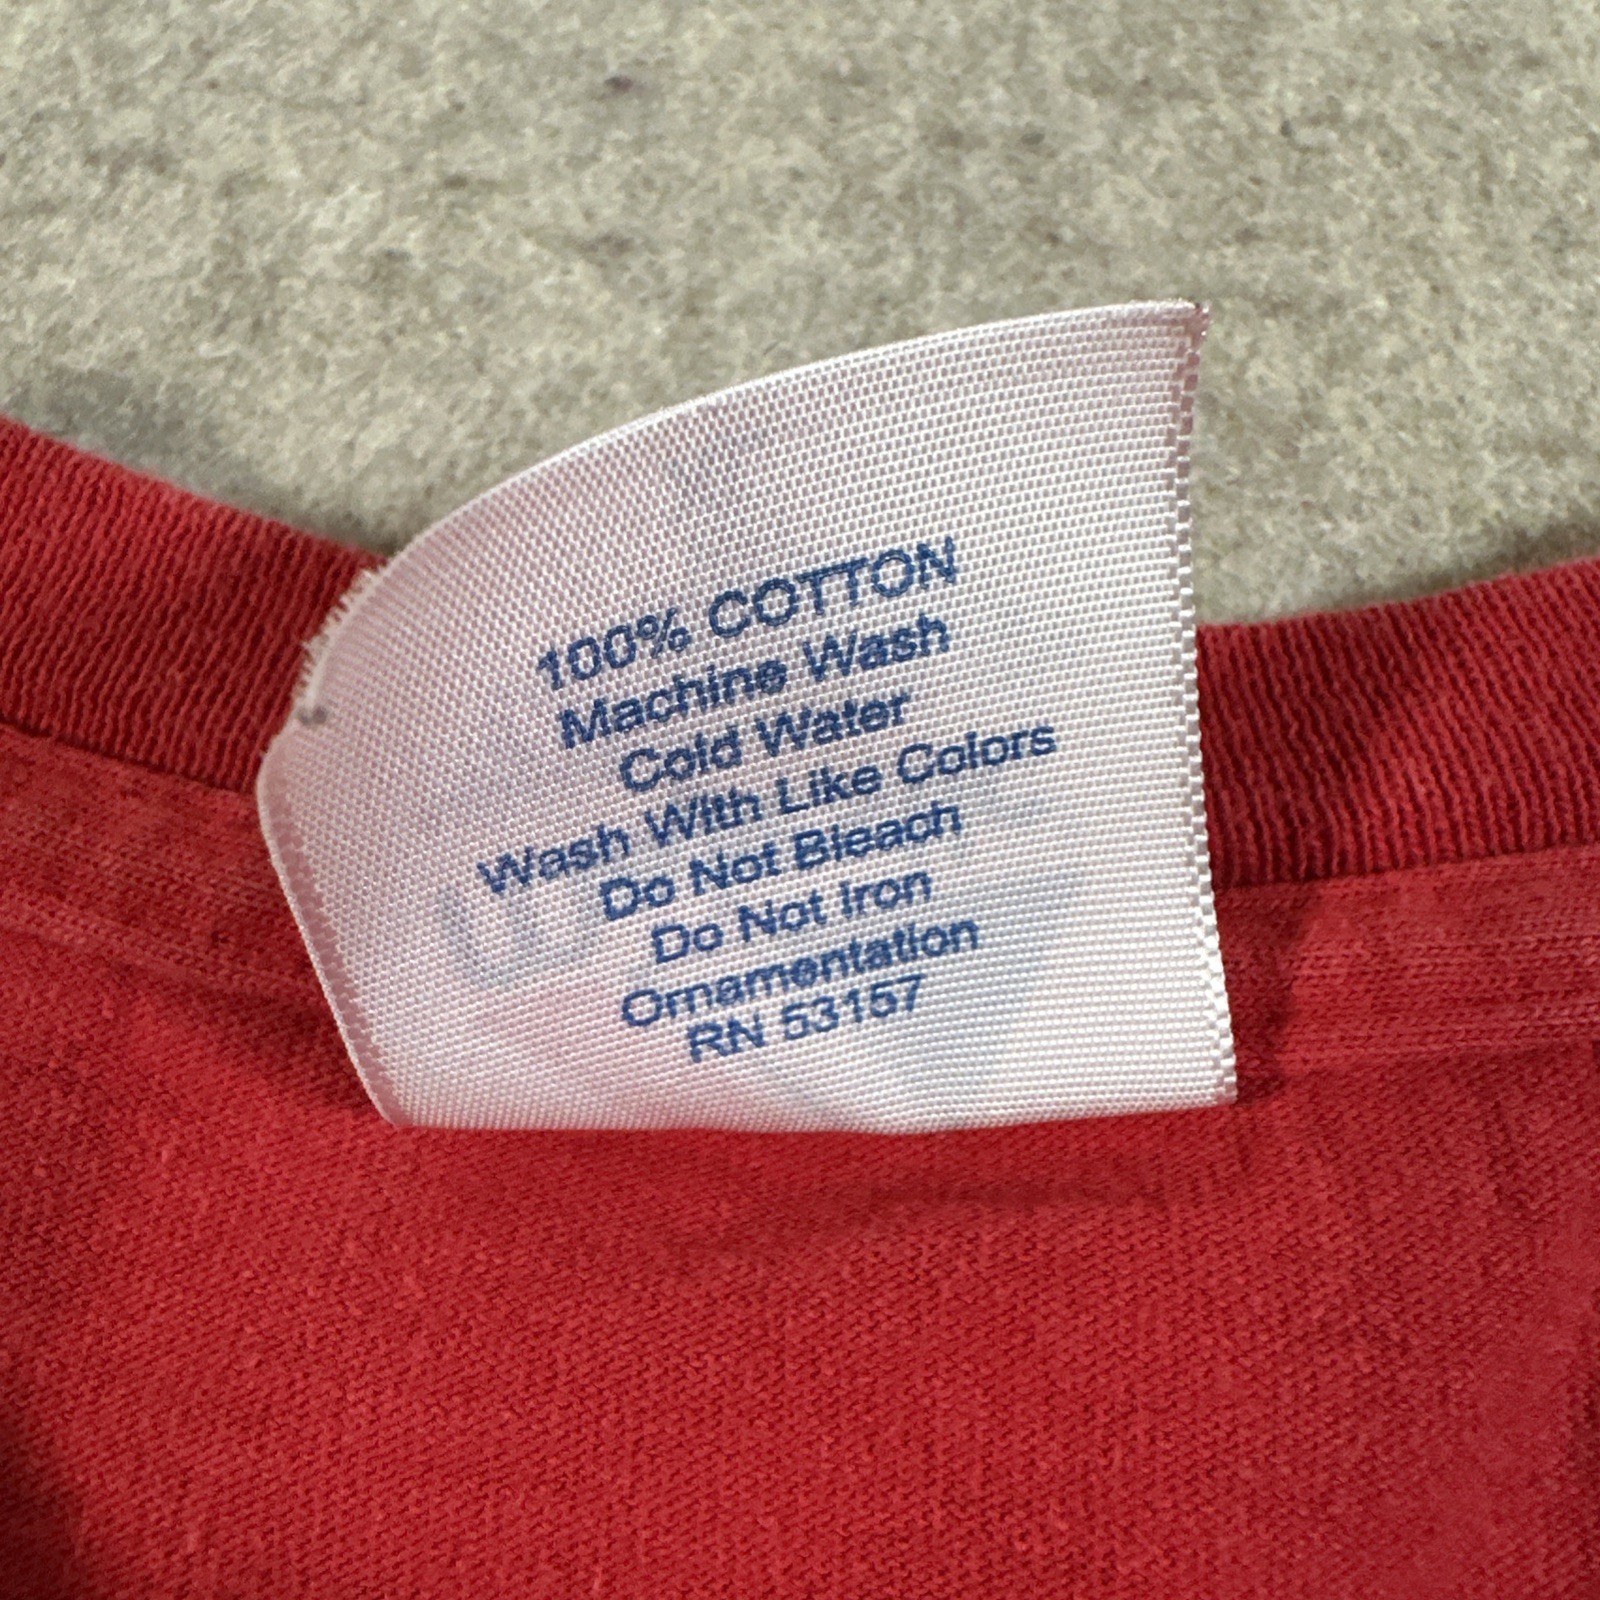 100% COTTON
Machine Wash
Cold Water
Wash With Like Colors
Do Not Bleach
Do Not Iron
Ornamentation
RN 53157